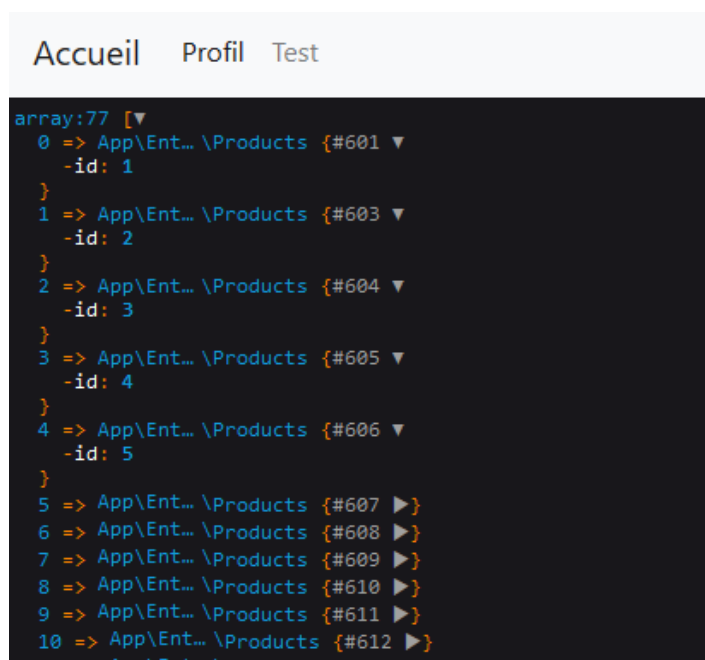 Accueil Profil Test
array:77 [▼
0 => App\Ent… \Products {#601 ▼
-id: 1
}
1 => App\Ent… \Products {#603 ▼
-id: 2
}
2 => App\Ent… \Products {#604 ▼
-id: 3
}
3 => App\Ent… \Products {#605 ▼
-id: 4
}
4 => App\Ent… \Products {#606 ▼
-id: 5
}
5 => App\Ent… \Products {#607 ▶}
6 => App\Ent… \Products {#608 ▶}
7 => App\Ent… \Products {#609 ▶}
8 => App\Ent… \Products {#610 ▶}
9 => App\Ent… \Products {#611 ▶}
10 => App\Ent… \Products {#612 ▶}